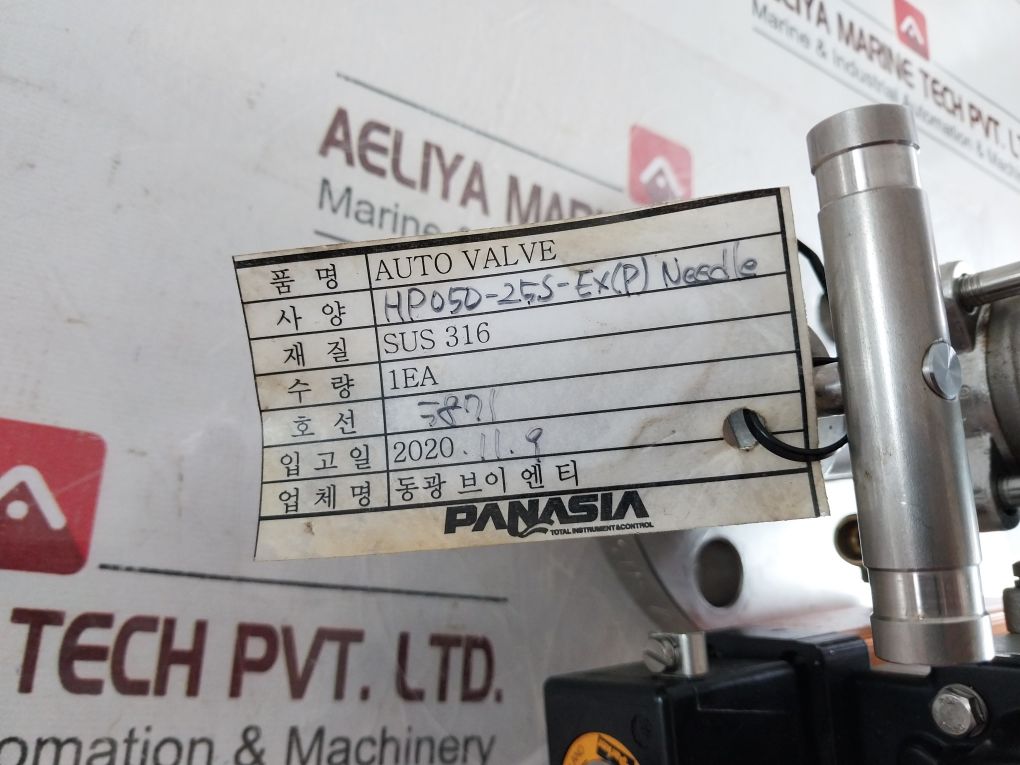 AELIYA MARINE TECH PVT. LTD
Marine & Industrial Automation & Machinery
AELIYA MARINE
Marine &
품 명 AUTO VALVE
사 양 HP050-25S-EX(P) Needle
재 질 SUS 316
수 량 1EA
호 선
입 고 일 2020.11.9
업 체 명 동광 브이 엔 티
PANASIA
TOTAL INSTRUMENT & CONTROL
TECH PVT. LTD.
utomation & Machinery